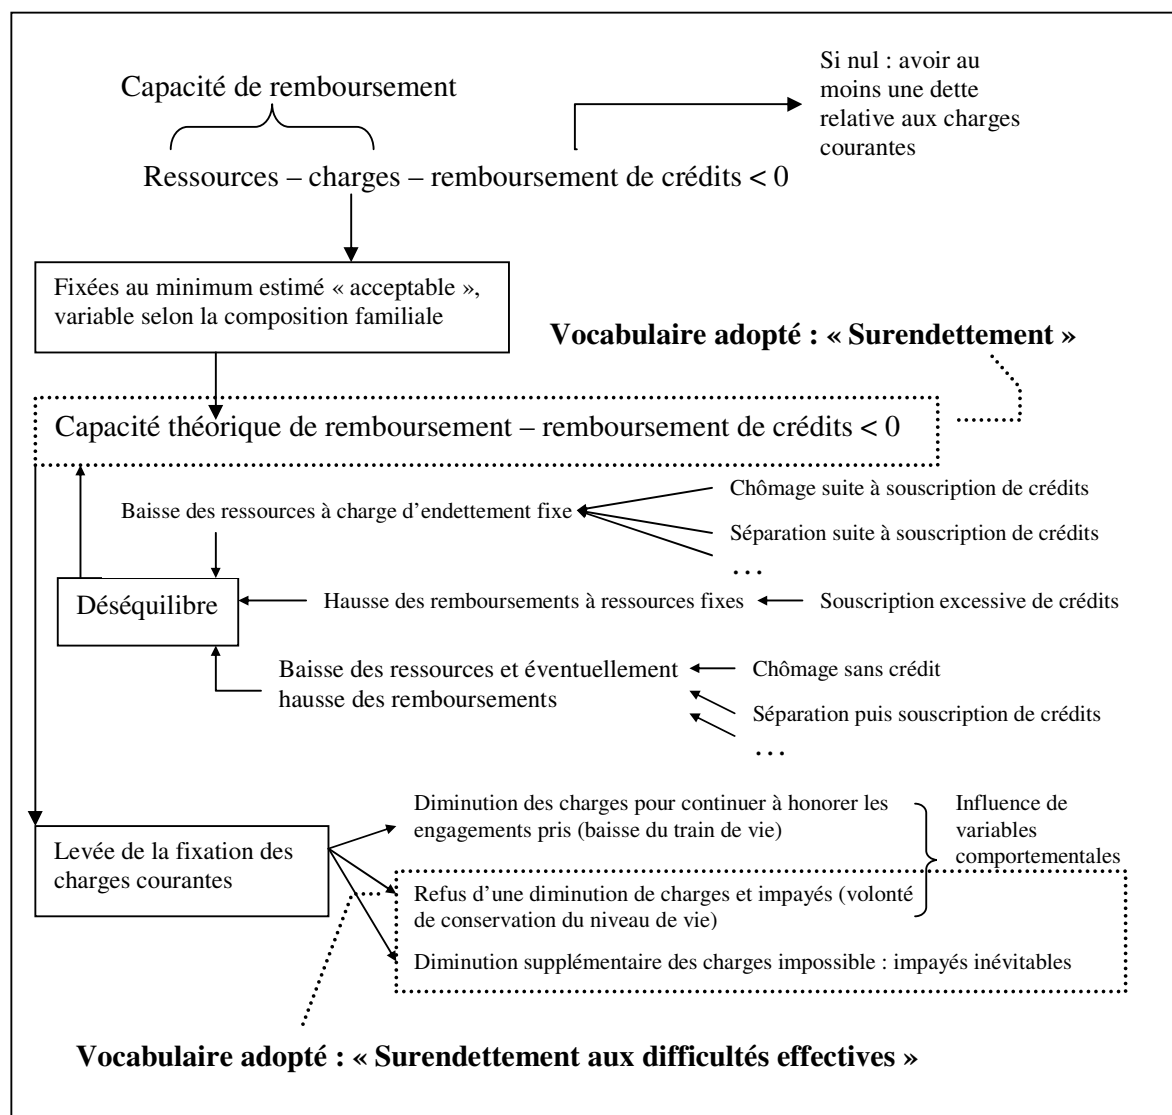 Capacité de remboursement
Si nul : avoir au
moins une dette
relative aux charges
courantes
Ressources – charges – remboursement de crédits < 0
Fixées au minimum estimé « acceptable »,
variable selon la composition familiale
Vocabulaire adopté : « Surendettement »
Capacité théorique de remboursement – remboursement de crédits < 0
Baisse des ressources à charge d’endettement fixe
Chômage suite à souscription de crédits
Séparation suite à souscription de crédits
…
Déséquilibre
Hausse des remboursements à ressources fixes
Souscription excessive de crédits
Baisse des ressources et éventuellement
hausse des remboursements
Chômage sans crédit
Séparation puis souscription de crédits
…
Levée de la fixation des
charges courantes
Diminution des charges pour continuer à honorer les
engagements pris (baisse du train de vie)
Influence de
variables
comportementales
Refus d’une diminution de charges et impayés (volonté
de conservation du niveau de vie)
Diminution supplémentaire des charges impossible : impayés inévitables
Vocabulaire adopté : « Surendettement aux difficultés effectives »